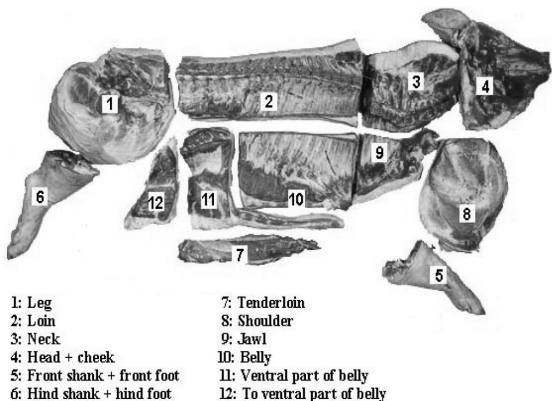 1
2
3
4
5
6
7
8
9
10
11
12
1: Leg
2: Loin
3: Neck
4: Head + cheek
5: Front shank + front foot
6: Hind shank + hind foot
7: Tenderloin
8: Shoulder
9: Jawl
10: Belly
11: Ventral part of belly
12: To ventral part of belly